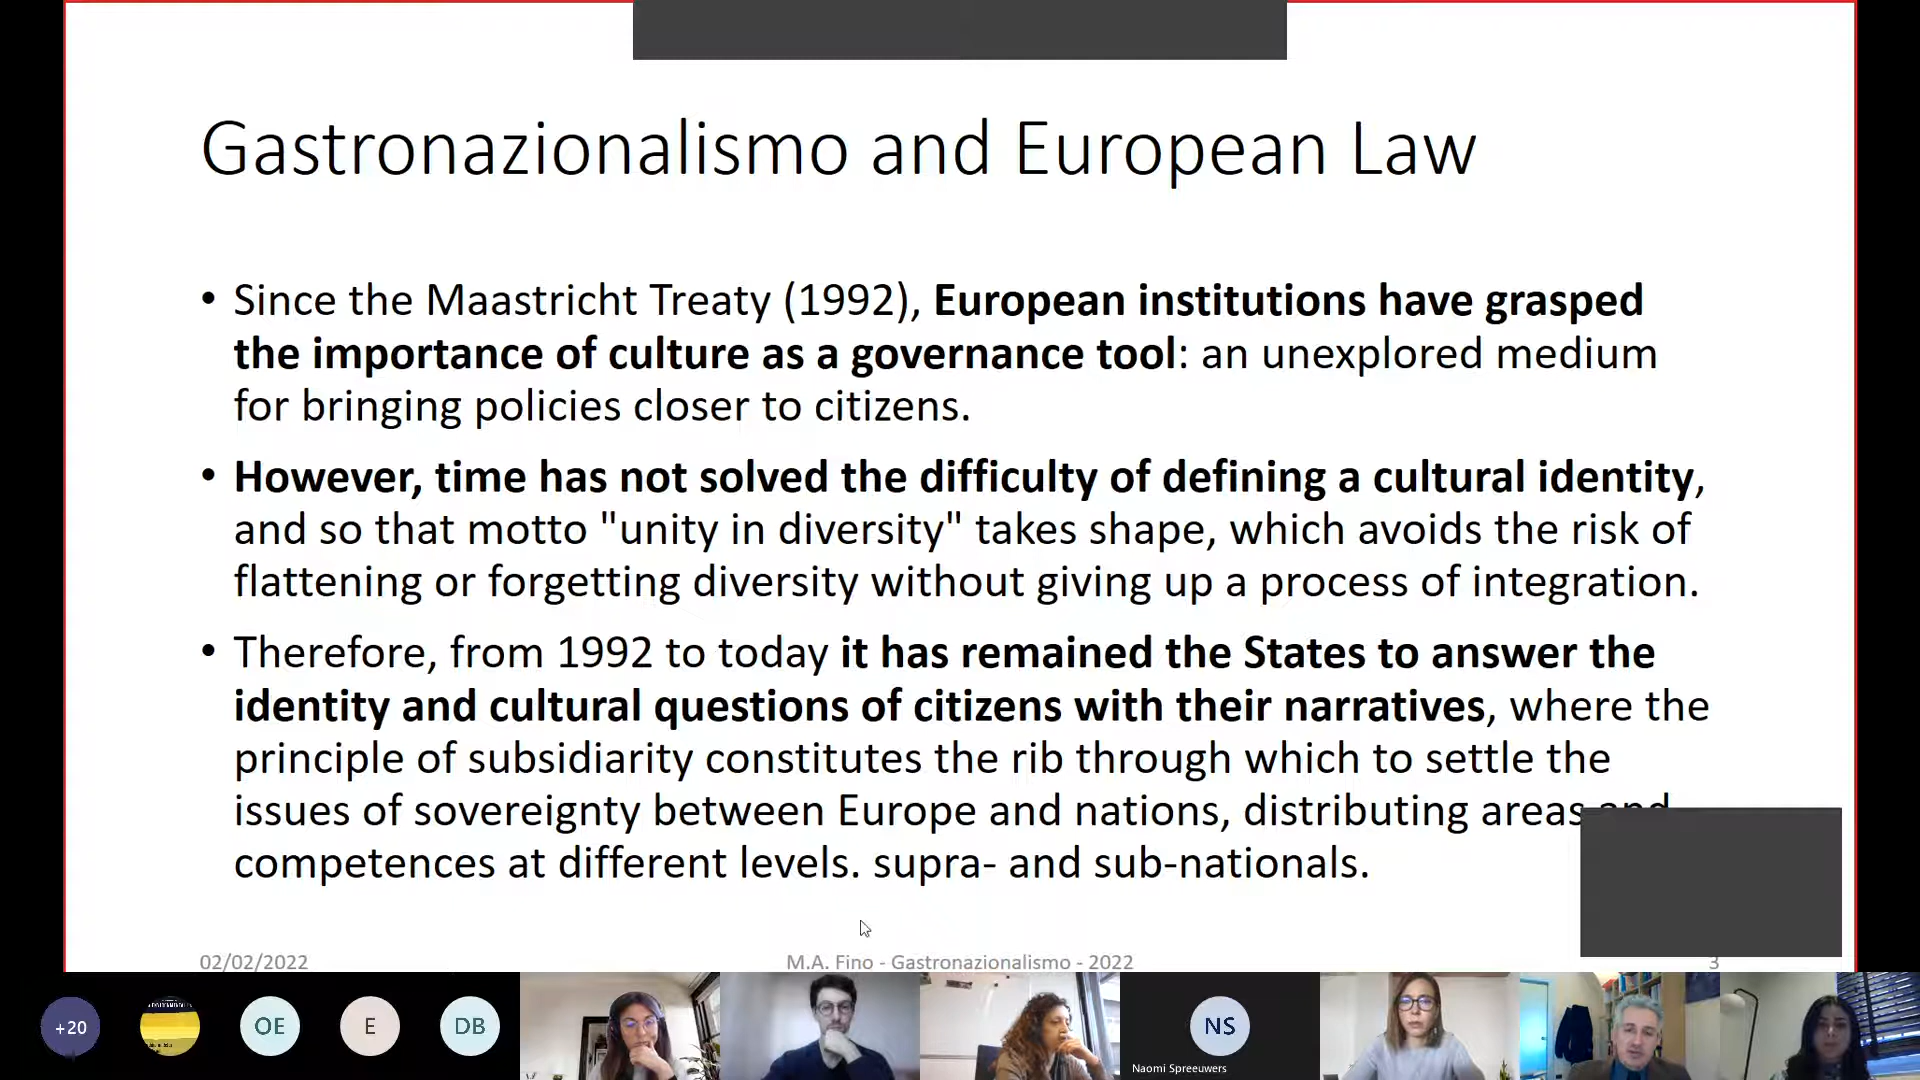 Gastronazionalismo and European Law
• Since the Maastricht Treaty (1992), European institutions have grasped
the importance of culture as a governance tool: an unexplored medium
for bringing policies closer to citizens.
• However, time has not solved the difficulty of defining a cultural identity,
and so that motto "unity in diversity" takes shape, which avoids the risk of
flattening or forgetting diversity without giving up a process of integration.
• Therefore, from 1992 to today it has remained the States to answer the
identity and cultural questions of citizens with their narratives, where the
principle of subsidiarity constitutes the rib through which to settle the
issues of sovereignty between Europe and nations, distributing areas and
competences at different levels. supra- and sub-nationals.
02/02/2022
M.A. Fino - Gastronazionalismo - 2022
3
+20
OE
E
DB
NS
Naomi Spreeuwers